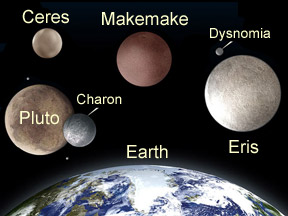 Ceres
Makemake
Dysnomia
Charon
Pluto
Earth
Eris